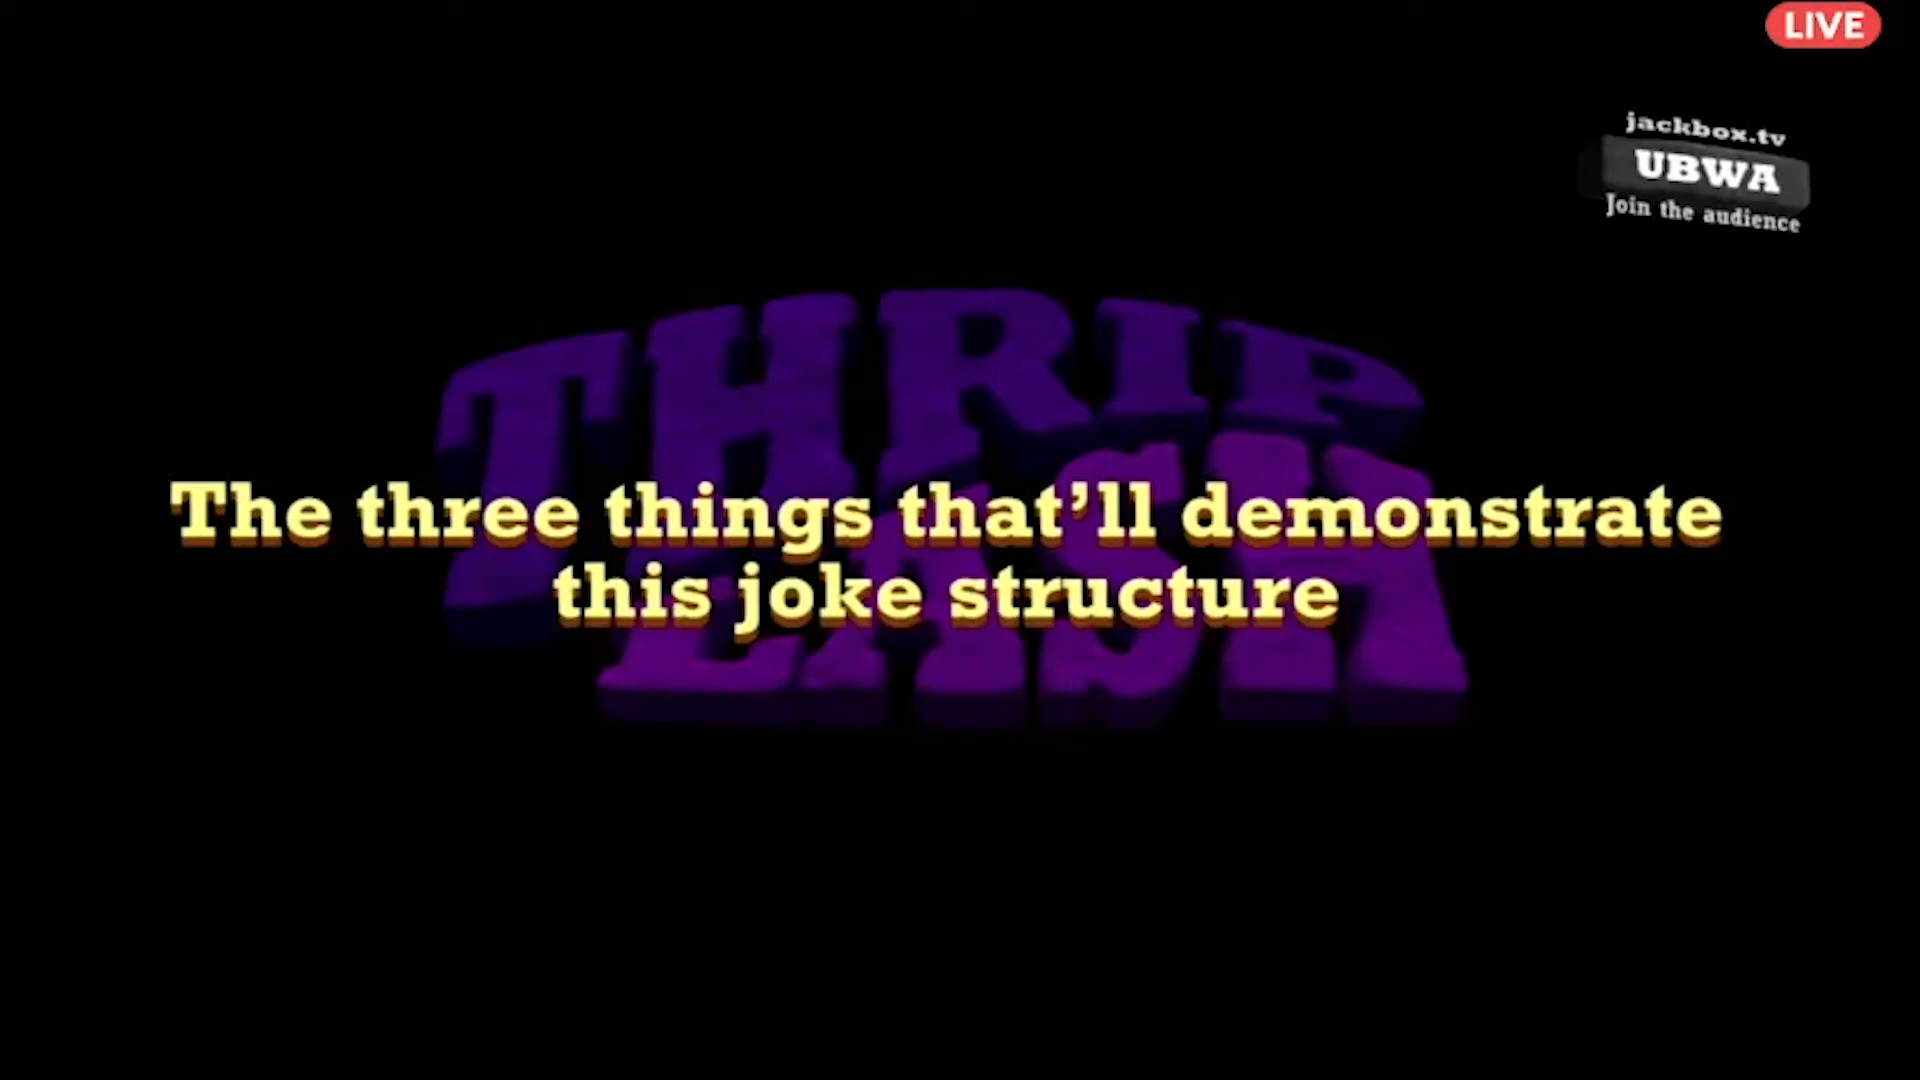 LIVE
jackbox.tv
UBWA
Join the audience
THRIP
LASH
The three things that’ll demonstrate
this joke structure